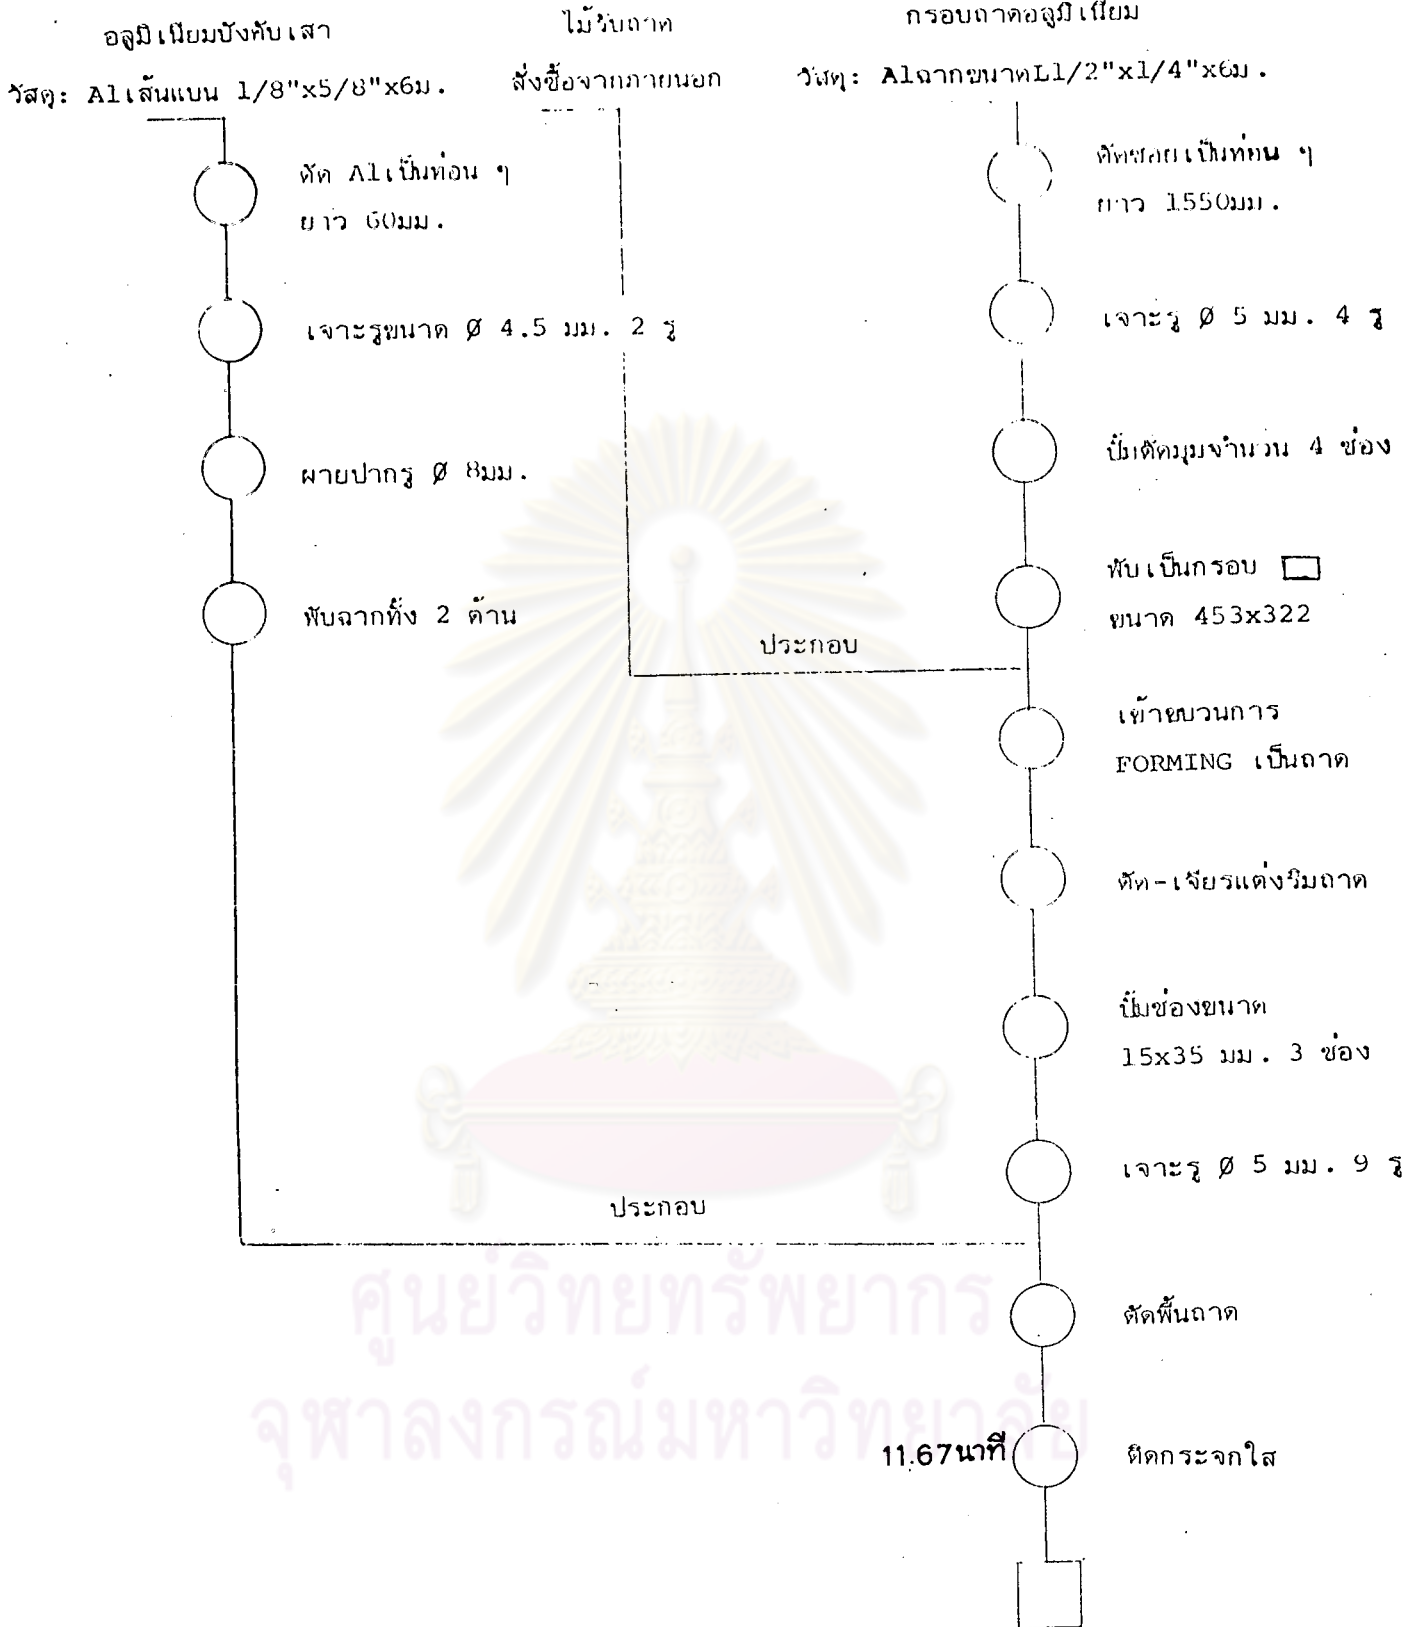 อลูมิเนียมบังคับเสา
วัสดุ: Alเส้นแบน 1/8"x5/8"x6ม.
ตัด Alเป็นท่อน ๆ
ยาว 60มม.
เจาะรูขนาด Ø 4.5 มม. 2 รู
ผายปากรู Ø 8มม.
พับฉากทั้ง 2 ด้าน
ไม้รับถาด
สั่งซื้อจากภายนอก
กรอบถาดอลูมิเนียม
วัสดุ: AlฉากขนาดL1/2"x1/4"x6ม.
ตัดซอยเป็นท่อน ๆ
ยาว 1550มม.
เจาะรู Ø 5 มม. 4 รู
ปั๊มตัดมุมจำนวน 4 ช่อง
พับเป็นกรอบ
ขนาด 453x322
ประกอบ
เข้าขบวนการ
FORMING เป็นถาด
ตัด-เจียรแต่งริมถาด
ปั๊มช่องขนาด
15x35 มม. 3 ช่อง
เจาะรู Ø 5 มม. 9 รู
ประกอบ
ตัดพื้นถาด
11.67นาที
ติดกระจกใส
ศูนย์วิทยทรัพยากร
จุฬาลงกรณ์มหาวิทยาลัย